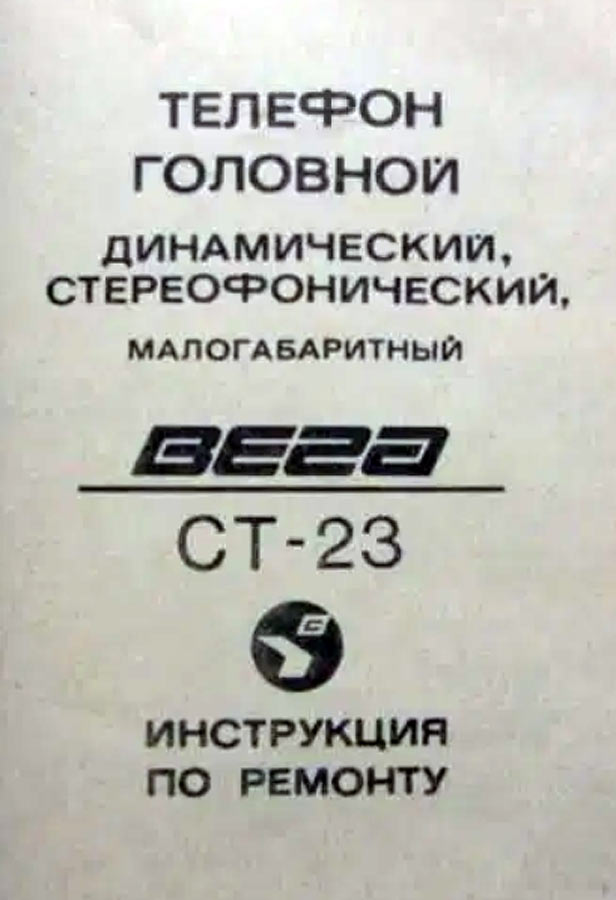 ТЕЛЕФОН
ГОЛОВНОЙ
ДИНАМИЧЕСКИЙ,
СТЕРЕОФОНИЧЕСКИЙ,
МАЛОГАБАРИТНЫЙ
ВЕГА
СТ-23
С
ИНСТРУКЦИЯ
ПО РЕМОНТУ